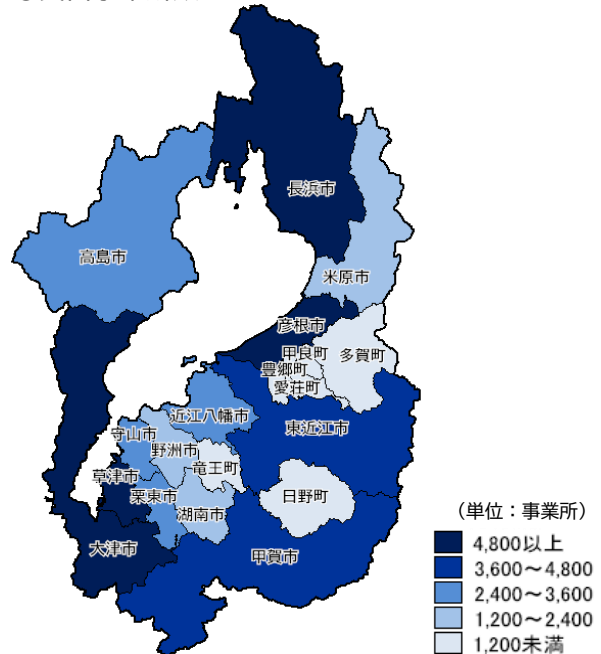 長浜市
高島市
米原市
彦根市
甲良町
多賀町
豊郷町
愛荘町
近江八幡市
東近江市
守山市
野洲市
竜王町
草津市
栗東市
日野町
湖南市
大津市
甲賀市
（単位：事業所）
4,800以上
3,600～4,800
2,400～3,600
1,200～2,400
1,200未満